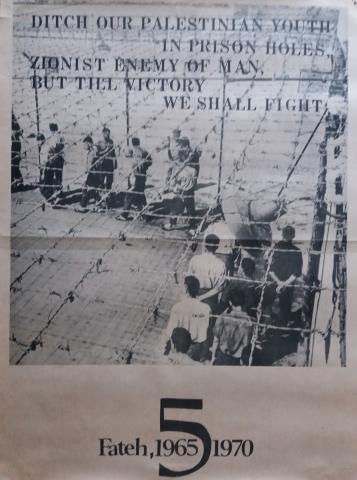 DITCH OUR PALESTINIAN YOUTH
IN PRISON HOLES,
ZIONIST ENEMY OF MAN,
BUT TILL VICTORY
WE SHALL FIGHT.
5
Fateh, 1965 1970